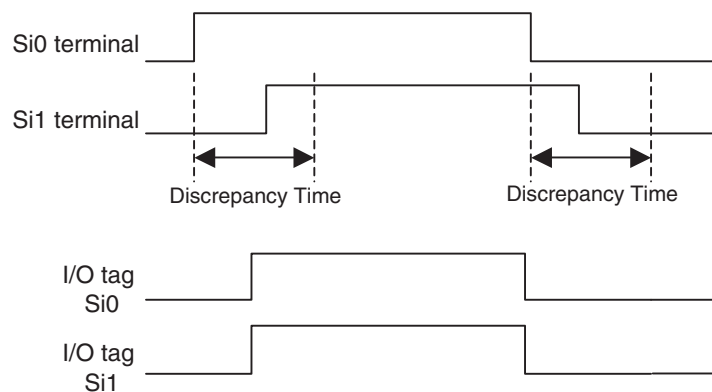 Si0 terminal
Si1 terminal
Discrepancy Time
Discrepancy Time
I/O tag
Si0
I/O tag
Si1